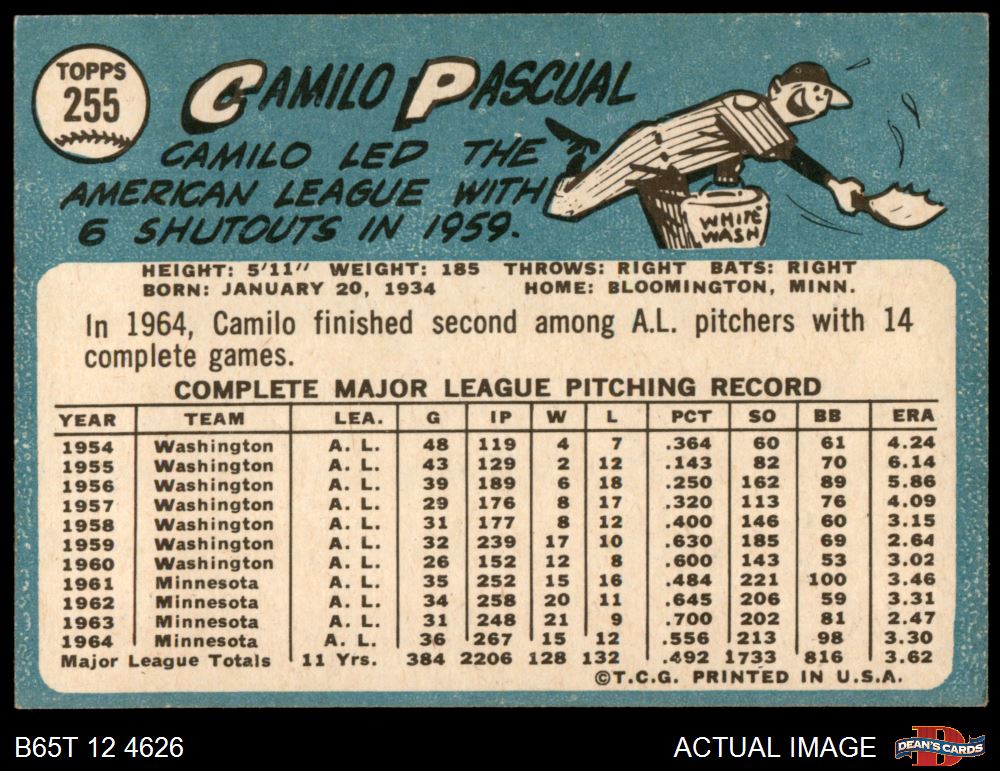 TOPPS
255
CAMILO PASCUAL
CAMILO LED THE
AMERICAN LEAGUE WITH
6 SHUTOUTS IN 1959.
WHITE
WASH
HEIGHT: 5'11" WEIGHT: 185 THROWS: RIGHT BATS: RIGHT
BORN: JANUARY 20, 1934 HOME: BLOOMINGTON, MINN.
In 1964, Camilo finished second among A.L. pitchers with 14
complete games.
COMPLETE MAJOR LEAGUE PITCHING RECORD
YEAR TEAM LEA. G IP W L PCT SO BB ERA
1954 Washington A. L. 48 119 4 7 .364 60 61 4.24
1955 Washington A. L. 43 129 2 12 .143 82 70 6.14
1956 Washington A. L. 39 189 6 18 .250 162 89 5.86
1957 Washington A. L. 29 176 8 17 .320 113 76 4.09
1958 Washington A. L. 31 177 8 12 .400 146 60 3.15
1959 Washington A. L. 32 239 17 10 .630 185 69 2.64
1960 Washington A. L. 26 152 12 8 .600 143 53 3.02
1961 Minnesota A. L. 35 252 15 16 .484 221 100 3.46
1962 Minnesota A. L. 34 258 20 11 .645 206 59 3.31
1963 Minnesota A. L. 31 248 21 9 .700 202 81 2.47
1964 Minnesota A. L. 36 267 15 12 .556 213 98 3.30
Major League Totals 11 Yrs. 384 2206 128 132 .492 1733 816 3.62
©T.C.G. PRINTED IN U.S.A.
B65T 12 4626
ACTUAL IMAGE
D
DEAN'S CARDS